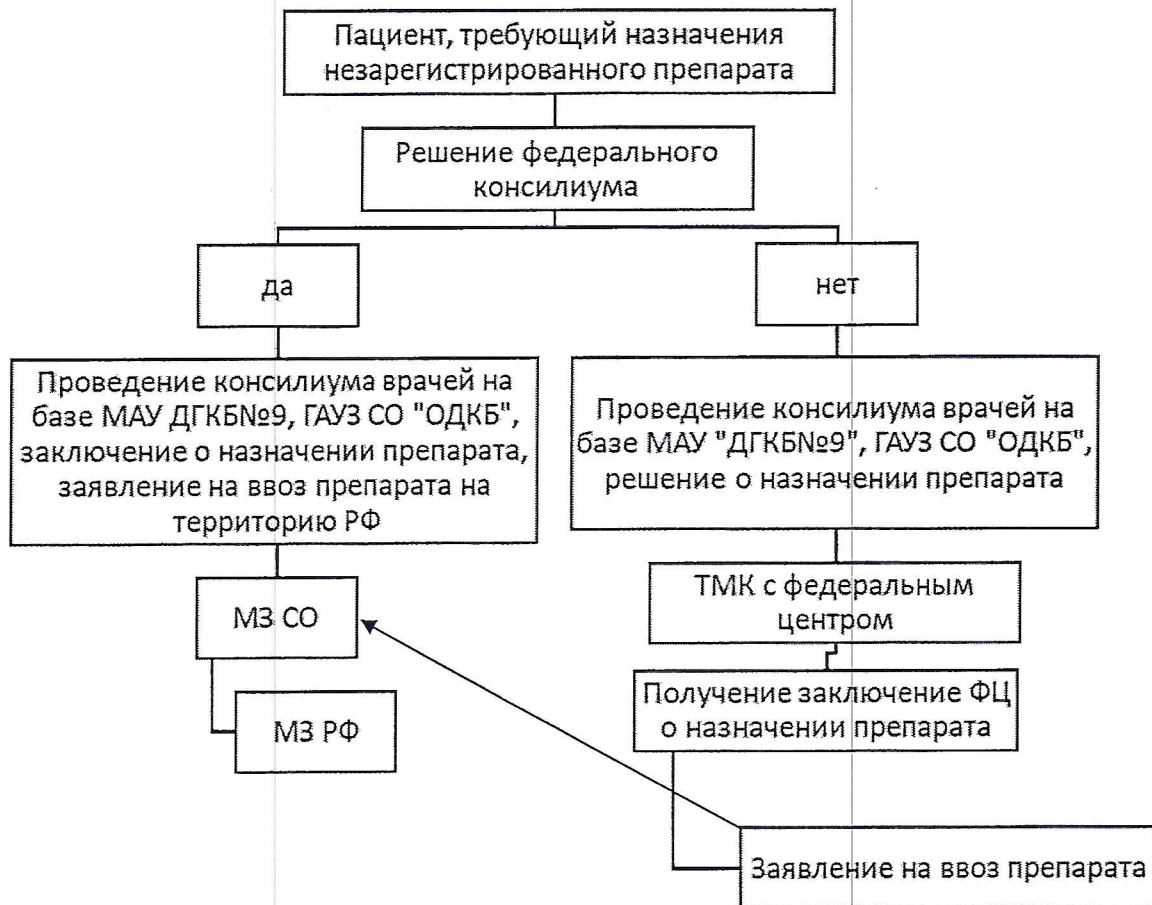 Пациент, требующий назначения
незарегистрированного препарата
Решение федерального
консилиума
да
нет
Проведение консилиума врачей на
базе МАУ ДГКБ№9, ГАУЗ СО "ОДКБ",
заключение о назначении препарата,
заявление на ввоз препарата на
территорию РФ
Проведение консилиума врачей на
базе МАУ "ДГКБ№9", ГАУЗ СО "ОДКБ",
решение о назначении препарата
МЗ СО
МЗ РФ
ТМК с федеральным
центром
Получение заключение ФЦ
о назначении препарата
Заявление на ввоз препарата